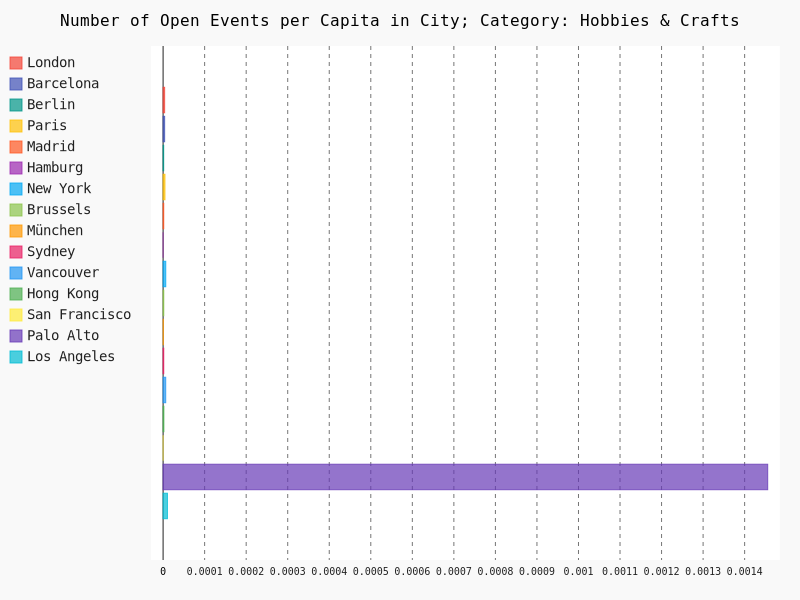 Number of Open Events per Capita in City; Category: Hobbies & Crafts
London
Barcelona
Berlin
Paris
Madrid
Hamburg
New York
Brussels
München
Sydney
Vancouver
Hong Kong
San Francisco
Palo Alto
Los Angeles
0 0.0001 0.0002 0.0003 0.0004 0.0005 0.0006 0.0007 0.0008 0.0009 0.001 0.0011 0.0012 0.0013 0.0014